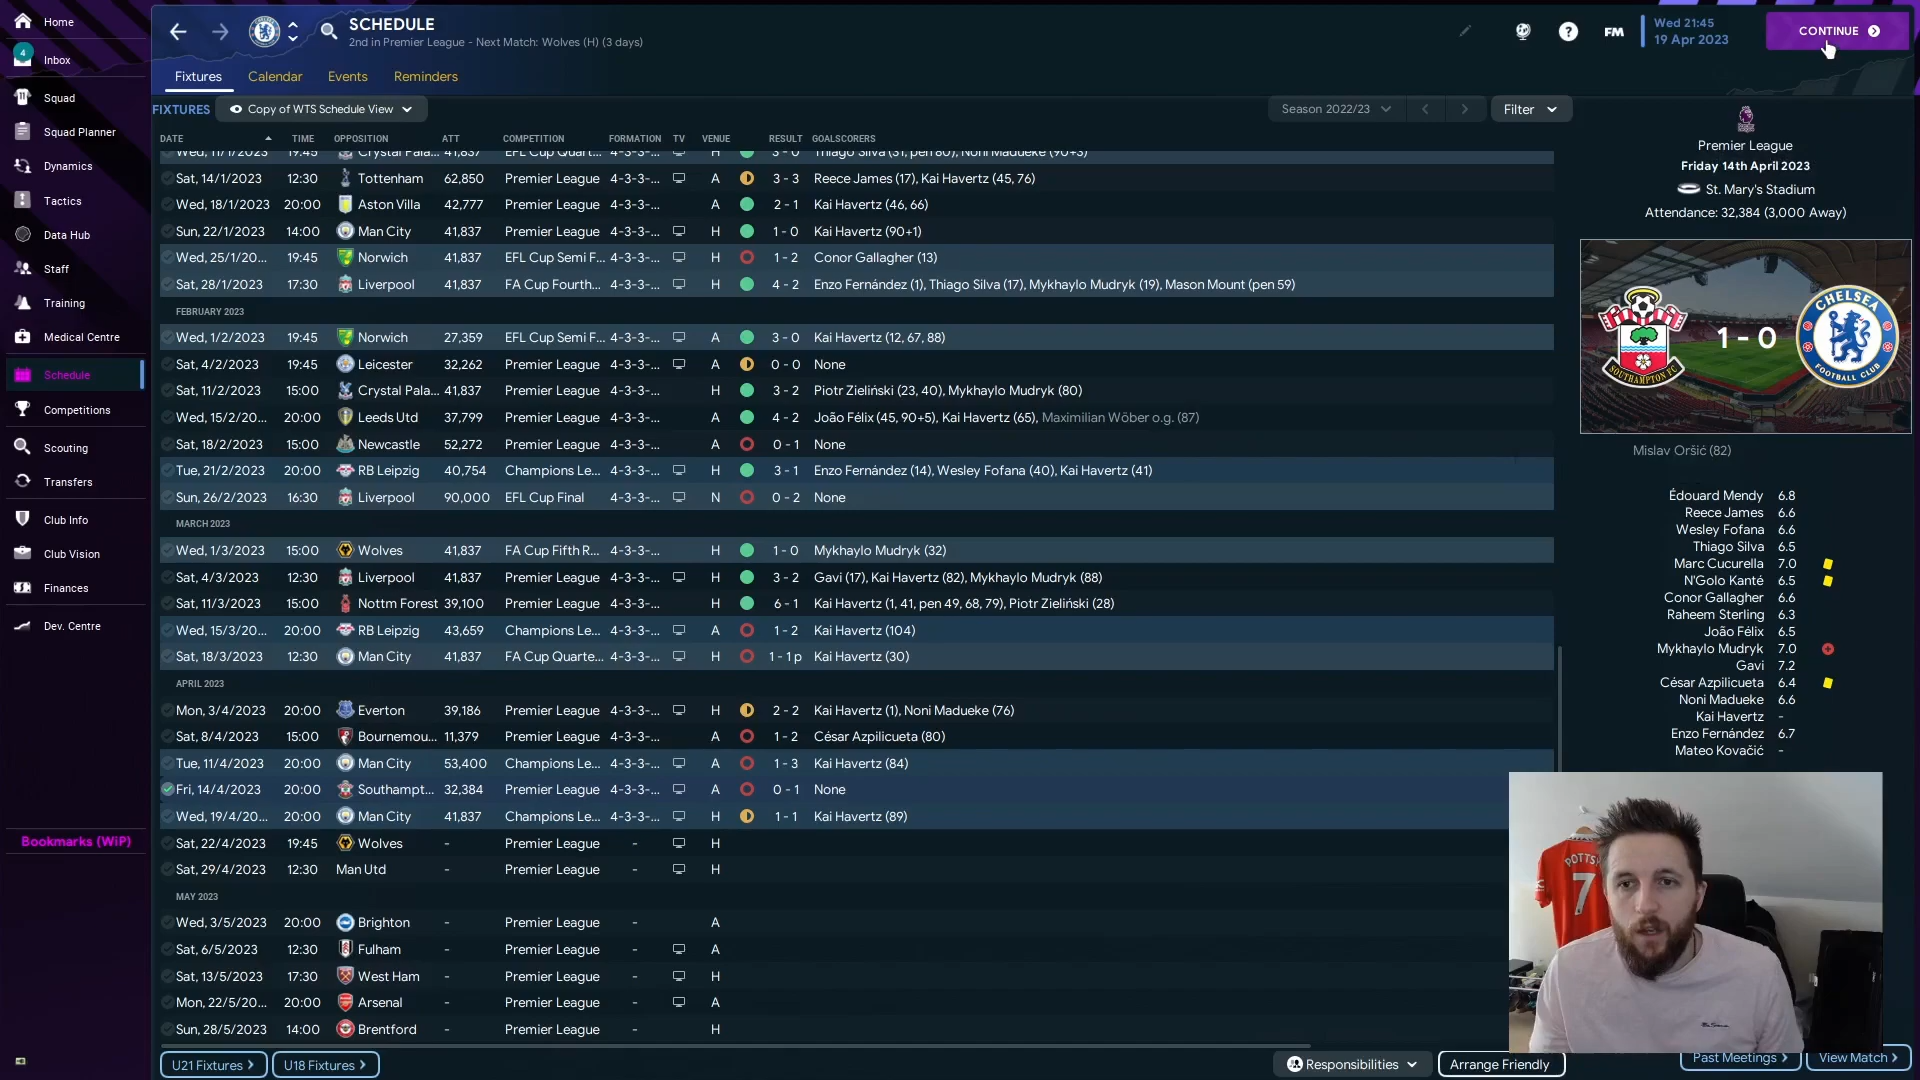 Home
4
Inbox
Squad
Squad Planner
Dynamics
Tactics
Data Hub
Staff
Training
Medical Centre
Schedule
Competitions
Scouting
Transfers
Club Info
Club Vision
Finances
Dev. Centre
Bookmarks (WiP)
SCHEDULE
2nd in Premier League - Next Match: Wolves (H) (3 days)
FM
Wed 21:45
19 Apr 2023
CONTINUE
Fixtures Calendar Events Reminders
FIXTURES Copy of WTS Schedule View Season 2022/23 Filter
DATE TIME OPPOSITION ATT COMPETITION FORMATION TV VENUE RESULT GOALSCORERS
Wed, 11/1/2023 19:45 Crystal Pala... 41,837 EFL Cup Quart... 4-3-3-... H 3 - 0 Thiago Silva (31, pen 80), Noni Madueke (90+3)
Sat, 14/1/2023 12:30 Tottenham 62,850 Premier League 4-3-3-... A 3 - 3 Reece James (17), Kai Havertz (45, 76)
Wed, 18/1/2023 20:00 Aston Villa 42,777 Premier League 4-3-3-... A 2 - 1 Kai Havertz (46, 66)
Sun, 22/1/2023 14:00 Man City 41,837 Premier League 4-3-3-... H 1 - 0 Kai Havertz (90+1)
Wed, 25/1/20... 19:45 Norwich 41,837 EFL Cup Semi F... 4-3-3-... H 1 - 2 Conor Gallagher (13)
Sat, 28/1/2023 17:30 Liverpool 41,837 FA Cup Fourth... 4-3-3-... H 4 - 2 Enzo Fernández (1), Thiago Silva (17), Mykhaylo Mudryk (19), Mason Mount (pen 59)
FEBRUARY 2023
Wed, 1/2/2023 19:45 Norwich 27,359 EFL Cup Semi F... 4-3-3-... A 3 - 0 Kai Havertz (12, 67, 88)
Sat, 4/2/2023 19:45 Leicester 32,262 Premier League 4-3-3-... A 0 - 0 None
Sat, 11/2/2023 15:00 Crystal Pala... 41,837 Premier League 4-3-3-... H 3 - 2 Piotr Zieliński (23, 40), Mykhaylo Mudryk (80)
Wed, 15/2/20... 20:00 Leeds Utd 37,799 Premier League 4-3-3-... A 4 - 2 João Félix (45, 90+5), Kai Havertz (65), Maximilian Wöber o.g. (87)
Sat, 18/2/2023 15:00 Newcastle 52,272 Premier League 4-3-3-... A 0 - 1 None
Tue, 21/2/2023 20:00 RB Leipzig 40,754 Champions Le... 4-3-3-... H 3 - 1 Enzo Fernández (14), Wesley Fofana (40), Kai Havertz (41)
Sun, 26/2/2023 16:30 Liverpool 90,000 EFL Cup Final 4-3-3-... N 0 - 2 None
MARCH 2023
Wed, 1/3/2023 15:00 Wolves 41,837 FA Cup Fifth R... 4-3-3-... H 1 - 0 Mykhaylo Mudryk (32)
Sat, 4/3/2023 12:30 Liverpool 41,837 Premier League 4-3-3-... H 3 - 2 Gavi (17), Kai Havertz (82), Mykhaylo Mudryk (88)
Sat, 11/3/2023 15:00 Nottm Forest 39,100 Premier League 4-3-3-... H 6 - 1 Kai Havertz (1, 41, pen 49, 68, 79), Piotr Zieliński (28)
Wed, 15/3/20... 20:00 RB Leipzig 43,659 Champions Le... 4-3-3-... A 1 - 2 Kai Havertz (104)
Sat, 18/3/2023 12:30 Man City 41,837 FA Cup Quarte... 4-3-3-... H 1 - 1 p Kai Havertz (30)
APRIL 2023
Mon, 3/4/2023 20:00 Everton 39,186 Premier League 4-3-3-... H 2 - 2 Kai Havertz (1), Noni Madueke (76)
Sat, 8/4/2023 15:00 Bournemou... 11,379 Premier League 4-3-3-... A 1 - 2 César Azpilicueta (80)
Tue, 11/4/2023 20:00 Man City 53,400 Champions Le... 4-3-3-... A 1 - 3 Kai Havertz (84)
Fri, 14/4/2023 20:00 Southampt... 32,384 Premier League 4-3-3-... A 0 - 1 None
Wed, 19/4/20... 20:00 Man City 41,837 Champions Le... 4-3-3-... H 1 - 1 Kai Havertz (89)
Sat, 22/4/2023 19:45 Wolves - Premier League - H
Sat, 29/4/2023 12:30 Man Utd - Premier League - H
MAY 2023
Wed, 3/5/2023 20:00 Brighton - Premier League - A
Sat, 6/5/2023 12:30 Fulham - Premier League - A
Sat, 13/5/2023 17:30 West Ham - Premier League - H
Mon, 22/5/20... 20:00 Arsenal - Premier League - A
Sun, 28/5/2023 14:00 Brentford - Premier League - H
U21 Fixtures U18 Fixtures Responsibilities Arrange Friendly Past Meetings View Match
Premier League
Friday 14th April 2023
St. Mary's Stadium
Attendance: 32,384 (3,000 Away)
SOUTHAMPTON FC
1 - 0
CHELSEA
FOOTBALL CLUB
Mislav Oršić (82)
Édouard Mendy 6.8
Reece James 6.6
Wesley Fofana 6.6
Thiago Silva 6.5
Marc Cucurella 7.0
N'Golo Kanté 6.5
Conor Gallagher 6.6
Raheem Sterling 6.3
João Félix 6.5
Mykhaylo Mudryk 7.0
Gavi 7.2
César Azpilicueta 6.4
Noni Madueke 6.6
Kai Havertz -
Enzo Fernández 6.7
Mateo Kovačić -
POTTS
7